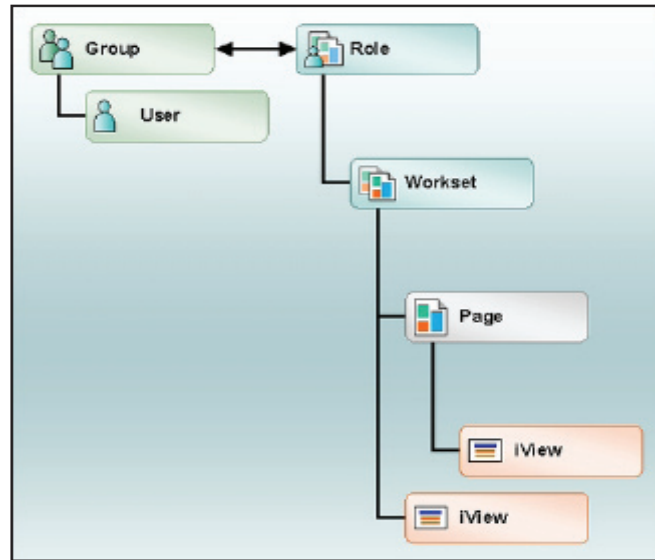 Group
Role
User
Workset
Page
iView
iView